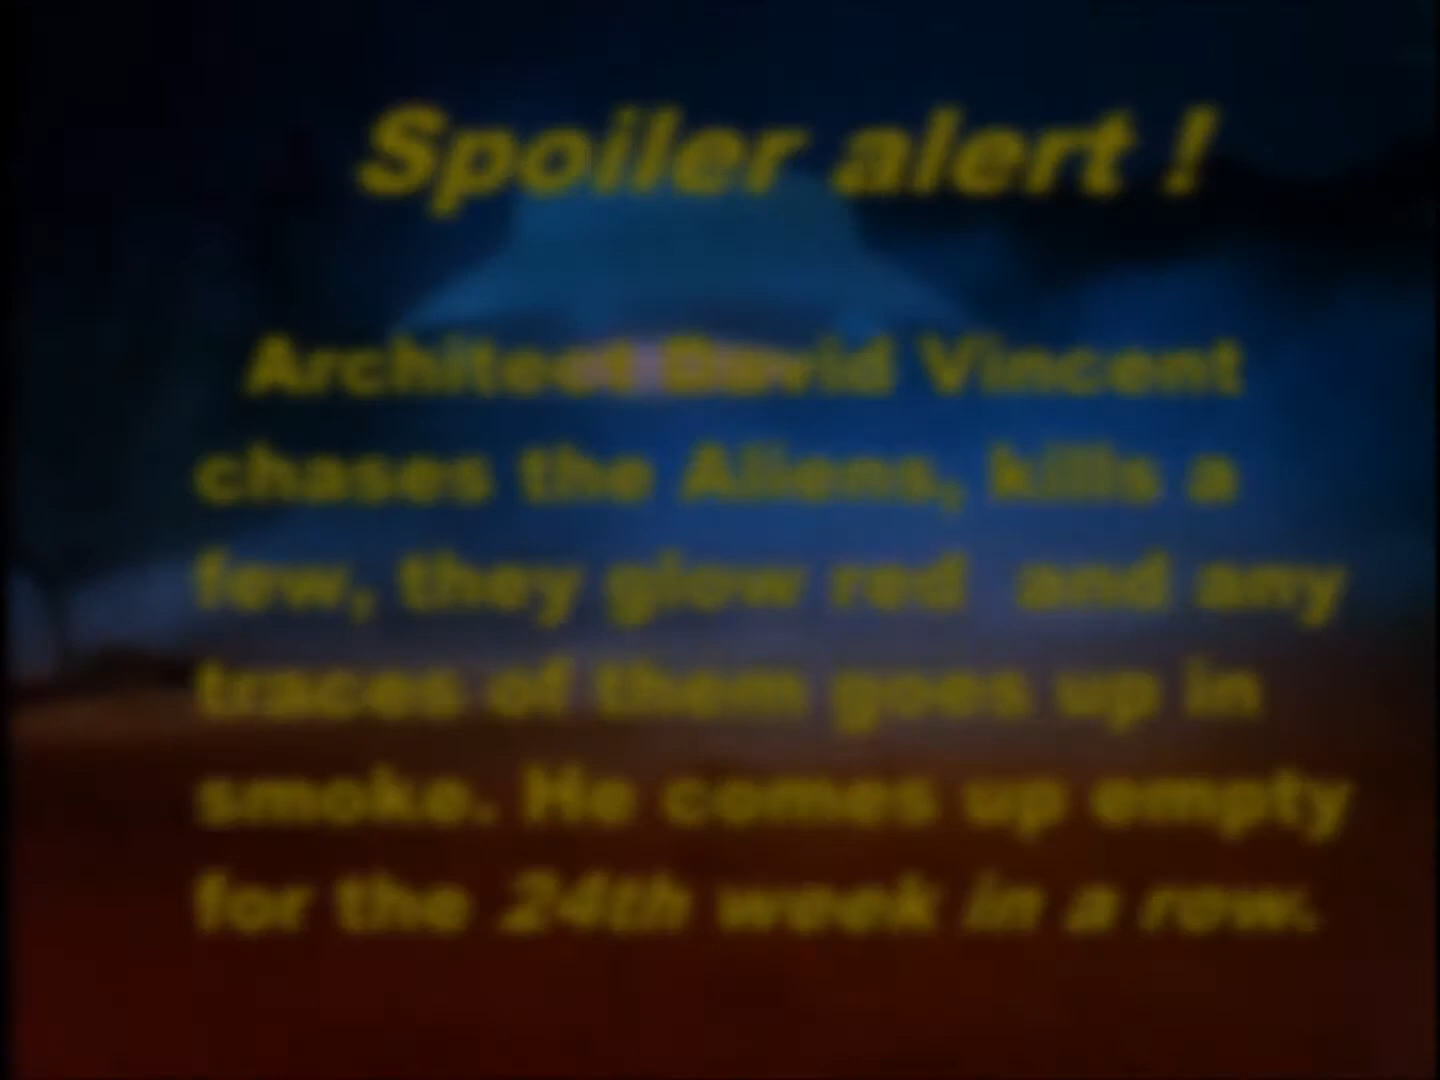 Spoiler alert !
Architect David Vincent
chases the Aliens, kills a
few, they glow red and any
traces of them goes up in
smoke. He comes up empty
for the 24th week in a row.